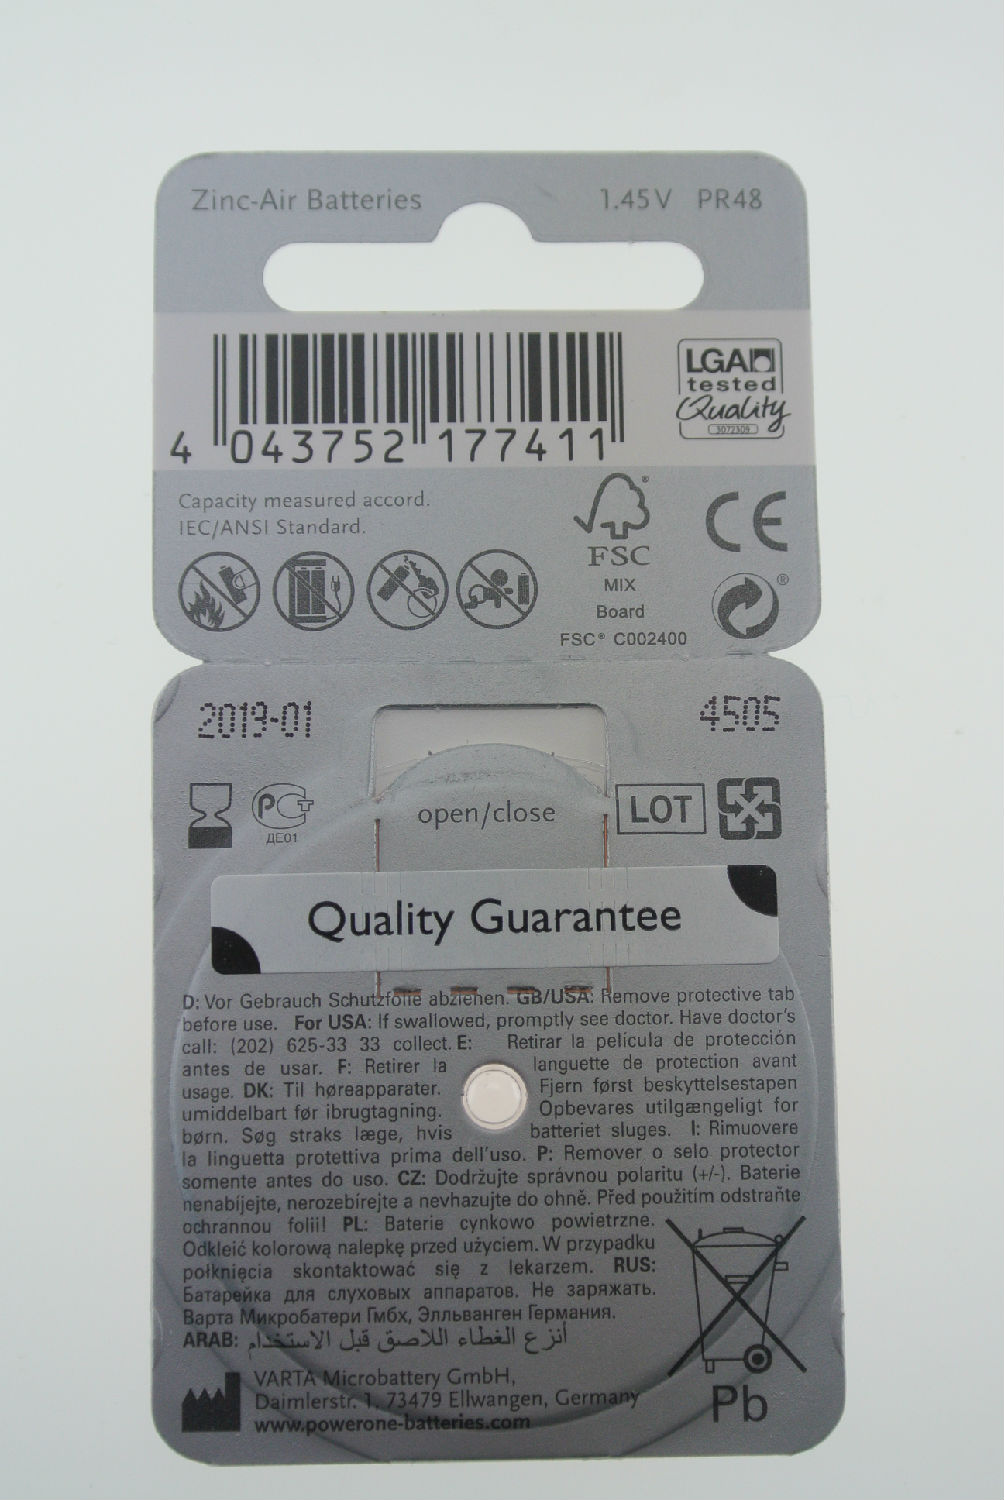 Zinc-Air Batteries 1.45V PR48
LGA
tested
Quality
3072309
4 043752 177411
Capacity measured accord.
IEC/ANSI Standard.
FSC
MIX
Board
FSC® C002400
CE
2019-01 4505
open/close
LOT
PCT
ДЕ01
Quality Guarantee
D: Vor Gebrauch Schutzfolie abziehen. GB/USA: Remove protective tab
before use. For USA: If swallowed, promptly see doctor. Have doctor's
call: (202) 625-33 33 collect. E: Retirar la película de protección
antes de usar. F: Retirer la languette de protection avant
usage. DK: Til høreapparater. Fjern først beskyttelsestapen
umiddelbart før ibrugtagning. Opbevares utilgængeligt for
børn. Søg straks læge, hvis batteriet sluges. I: Rimuovere
la linguetta protettiva prima dell'uso. P: Remover o selo protector
somente antes do uso. CZ: Dodržujte správnou polaritu (+/-). Baterie
nenabíjejte, nerozebírejte a nevhazujte do ohně. Před použitím odstraňte
ochrannou folii! PL: Baterie cynkowo powietrzne.
Odkleić kolorową nalepkę przed użyciem. W przypadku
połknięcia skontaktować się z lekarzem. RUS:
Батарейка для слуховых аппаратов. Не заряжать.
Варта Микробатери Гмбх, Элльванген Германия.
ARAB: أنزع الغطاء اللاصق قبل الاستخدام
VARTA Microbattery GmbH,
Daimlerstr. 1, 73479 Ellwangen, Germany
www.powerone-batteries.com
Pb